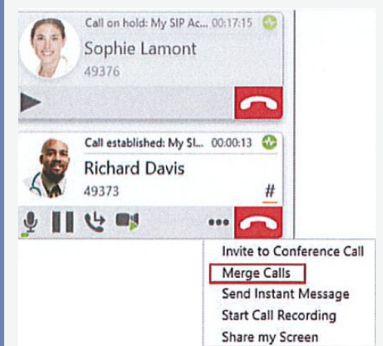 Call on hold: My SIP Ac... 00:17:15
Sophie Lamont
49376
Call established: My SI... 00:00:13
Richard Davis
49373
#
Invite to Conference Call
Merge Calls
Send Instant Message
Start Call Recording
Share my Screen